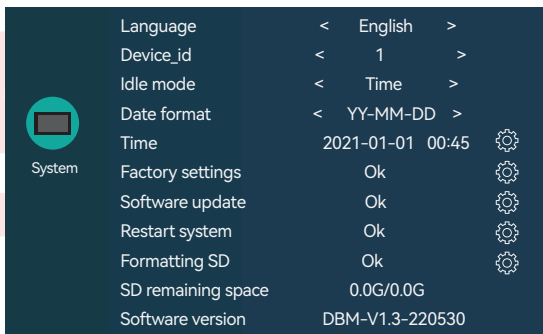 Language < English >
Device_id < 1 >
Idle mode < Time >
Date format < YY-MM-DD >
Time 2021-01-01 00:45
System
Factory settings Ok
Software update Ok
Restart system Ok
Formatting SD Ok
SD remaining space 0.0G/0.0G
Software version DBM-V1.3-220530